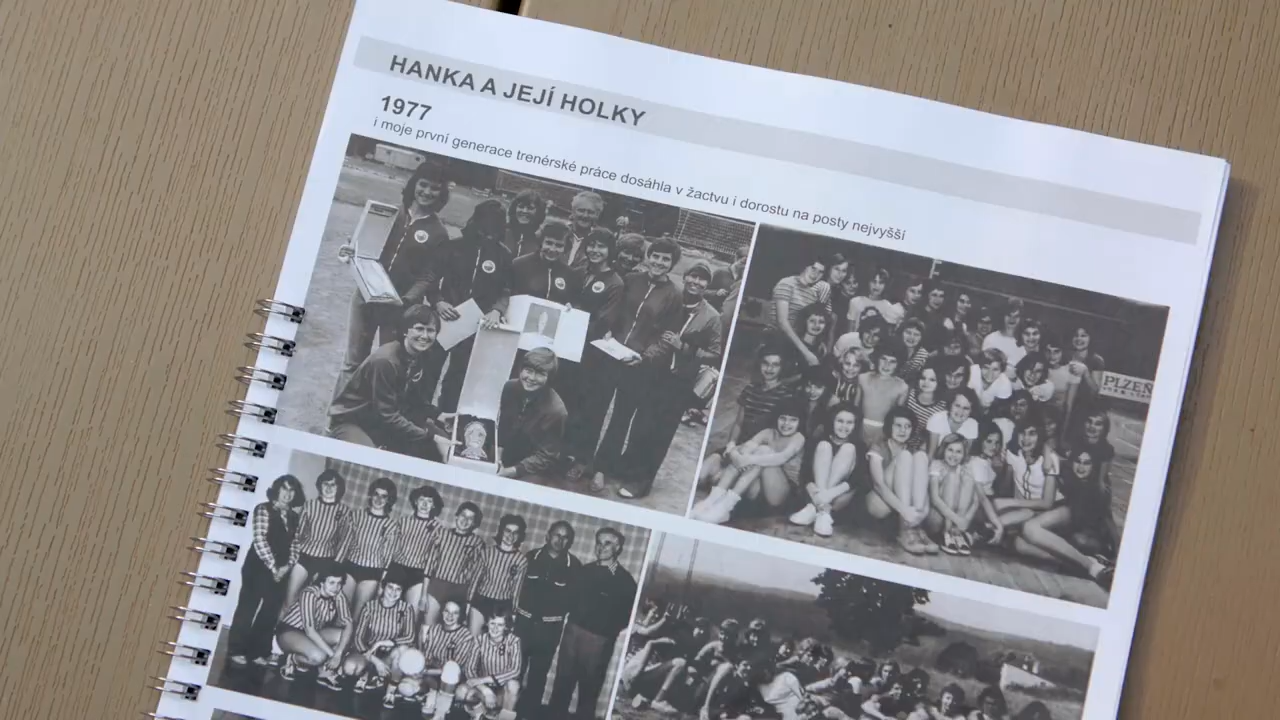 HANKA A JEJÍ HOLKY
1977
i moje první generace trenérské práce dosáhla v žactvu i dorostu na posty nejvyšší
PLZEŇ